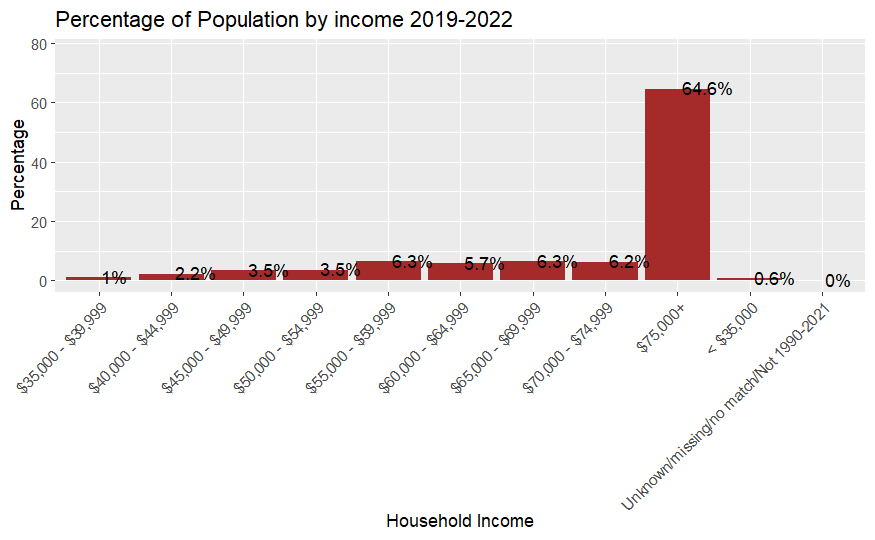 Percentage of Population by income 2019-2022
Percentage
80
60
40
20
0
1%
2.2%
3.5%
3.5%
6.3%
5.7%
6.3%
6.2%
64.6%
0.6%
0%
$35,000 - $39,999
$40,000 - $44,999
$45,000 - $49,999
$50,000 - $54,999
$55,000 - $59,999
$60,000 - $64,999
$65,000 - $69,999
$70,000 - $74,999
$75,000+
< $35,000
Unknown/missing/no match/Not 1990-2021
Household Income